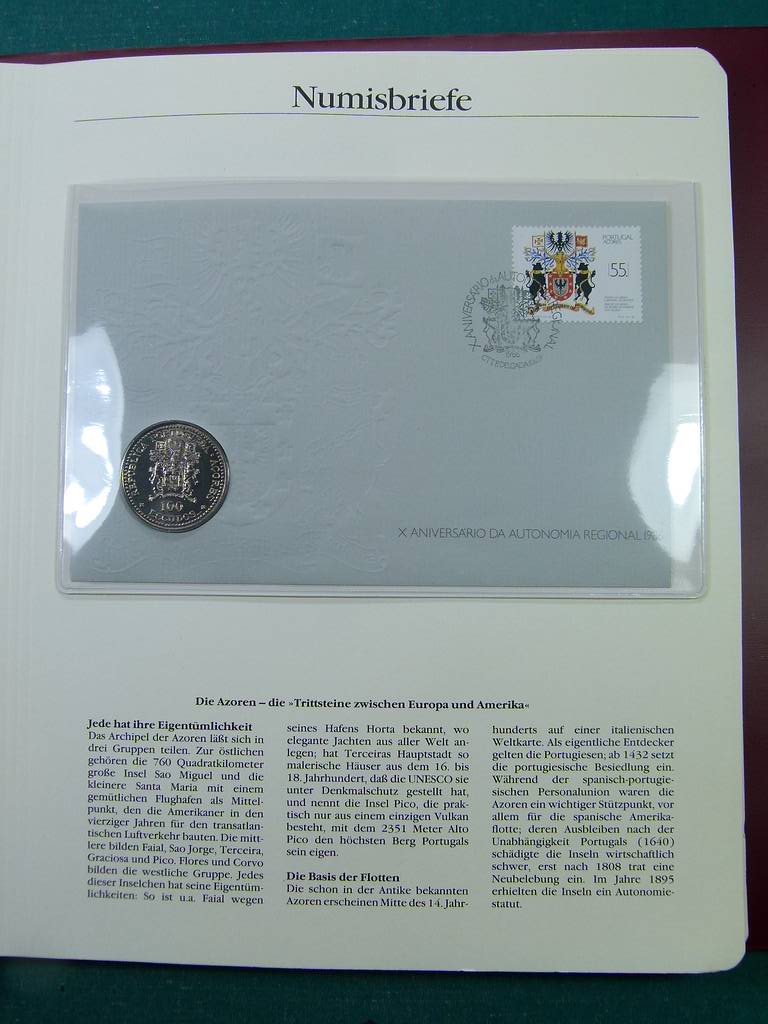 Numisbriefe
PORTUGAL
AÇORES
55.
X ANIVERSÁRIO da AUTONOMIA REGIONAL
1986
REPÚBLICA PORTUGUESA AÇORES
100
ESCUDOS
X ANIVERSÁRIO DA AUTONOMIA REGIONAL 1986
Die Azoren – die »Trittsteine zwischen Europa und Amerika«
Jede hat ihre Eigentümlichkeit
Das Archipel der Azoren läßt sich in
drei Gruppen teilen. Zur östlichen
gehören die 760 Quadratkilometer
große Insel Sao Miguel und die
kleinere Santa Maria mit einem
gemütlichen Flughafen als Mittel-
punkt, den die Amerikaner in den
vierziger Jahren für den transatlan-
tischen Luftverkehr bauten. Die mitt-
lere bilden Faial, Sao Jorge, Terceira,
Graciosa und Pico. Flores und Corvo
bilden die westliche Gruppe. Jedes
dieser Inselchen hat seine Eigentüm-
lichkeiten: So ist u.a. Faial wegen
seines Hafens Horta bekannt, wo
elegante Jachten aus aller Welt an-
legen; hat Terceiras Hauptstadt so
malerische Häuser aus dem 16. bis
18. Jahrhundert, daß die UNESCO sie
unter Denkmalschutz gestellt hat,
und nennt die Insel Pico, die prak-
tisch nur aus einem einzigen Vulkan
besteht, mit dem 2351 Meter Alto
Pico den höchsten Berg Portugals
sein eigen.
Die Basis der Flotten
Die schon in der Antike bekannten
Azoren erscheinen Mitte des 14. Jahr-
hunderts auf einer italienischen
Weltkarte. Als eigentliche Entdecker
gelten die Portugiesen; ab 1432 setzt
die portugiesische Besiedlung ein.
Während der spanisch-portugie-
sischen Personalunion waren die
Azoren ein wichtiger Stützpunkt, vor
allem für die spanische Amerika-
flotte; deren Ausbleiben nach der
Unabhängigkeit Portugals (1640)
schädigte die Inseln wirtschaftlich
schwer, erst nach 1808 trat eine
Neubelebung ein. Im Jahre 1895
erhielten die Inseln ein Autonomie-
statut.